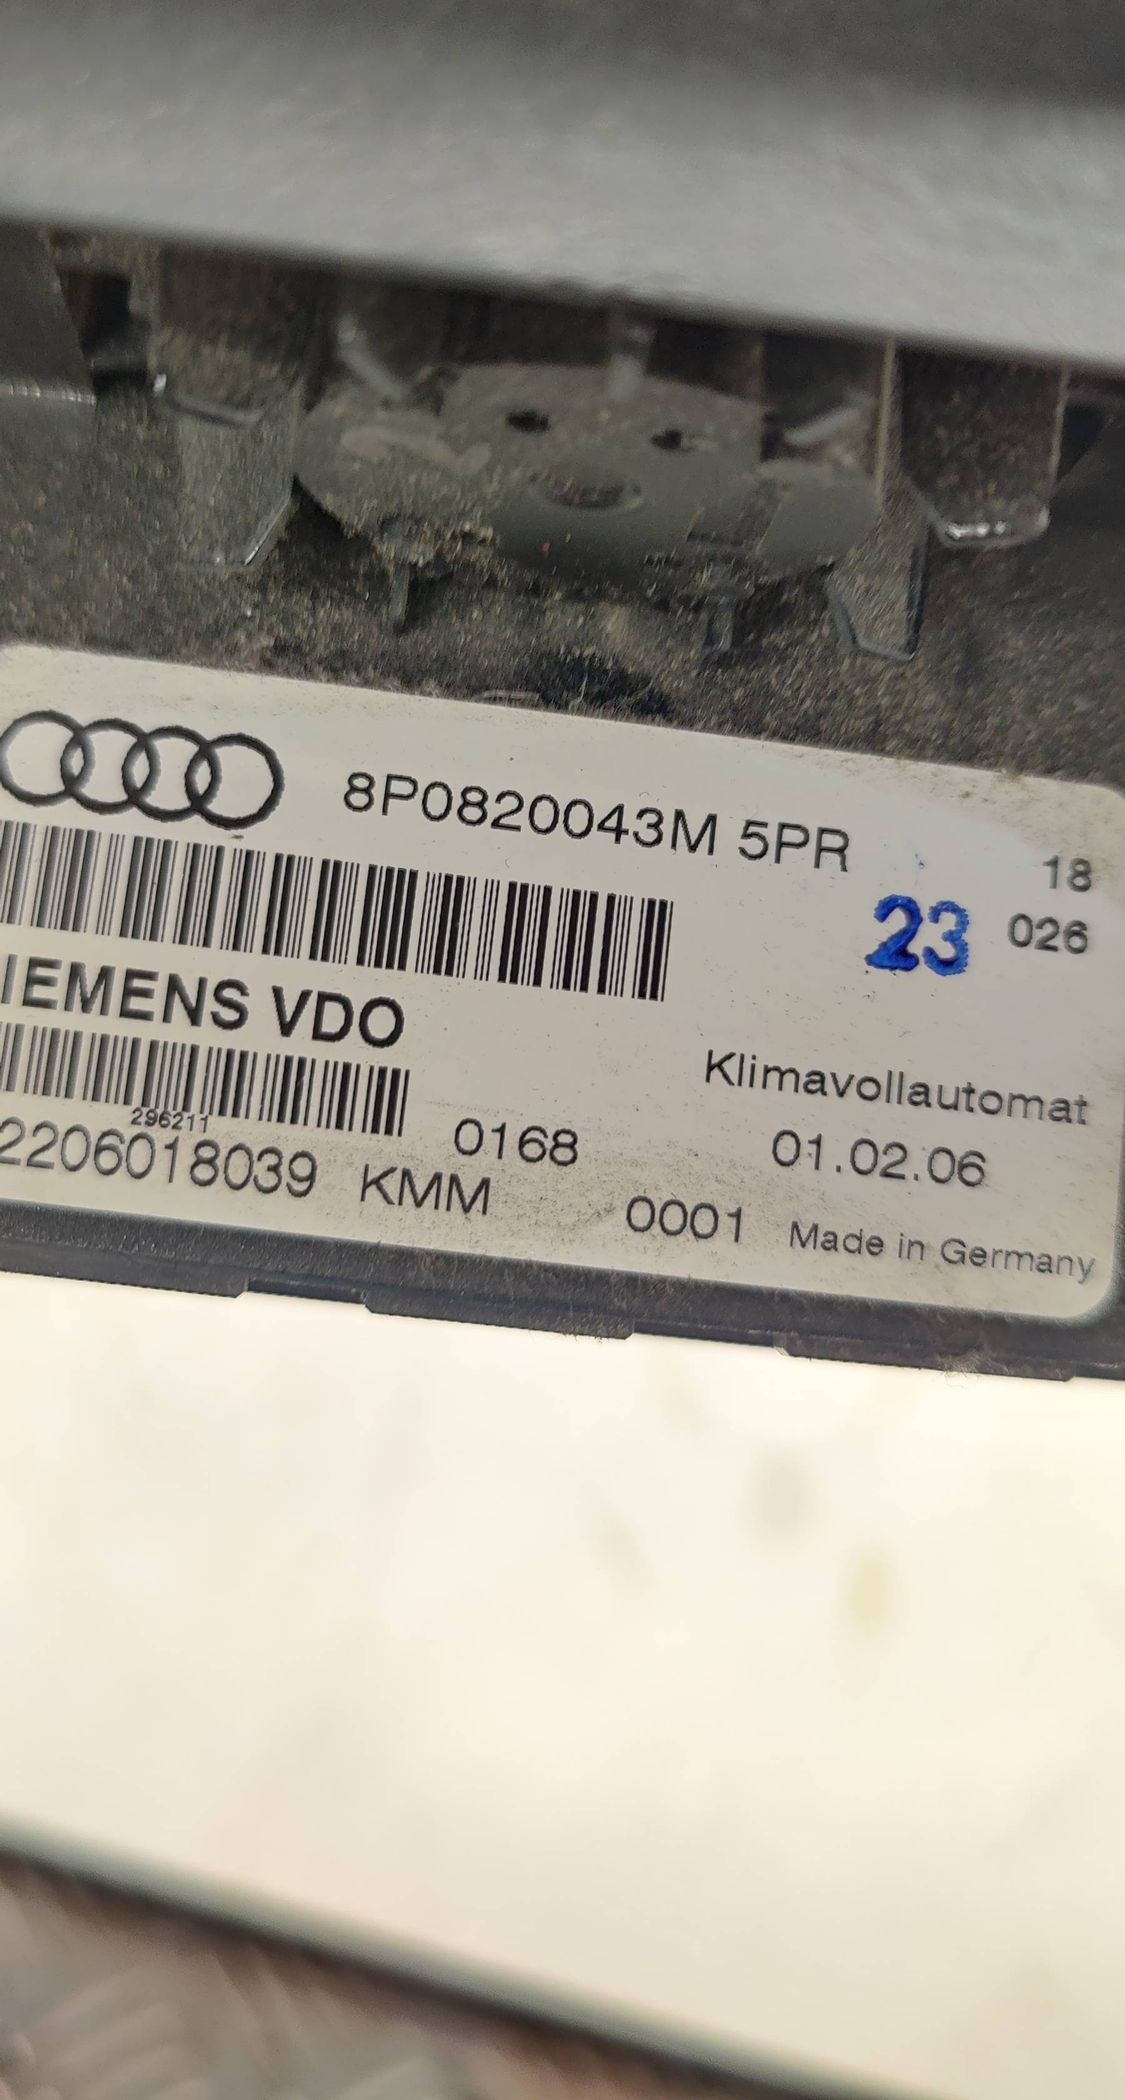 8P0820043M 5PR
18
23 026
IEMENS VDO
Klimavollautomat
296211
0168
01.02.06
2206018039 KMM
0001
Made in Germany